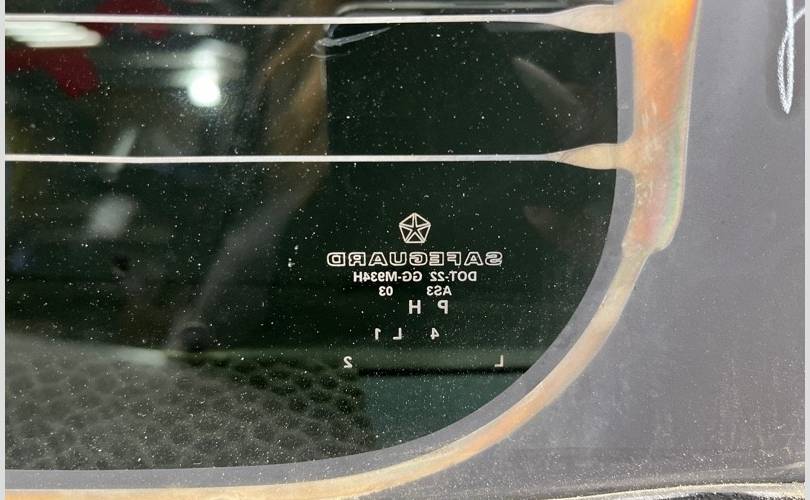 SAFEGUARD
DOT-22 GG-M934H
AS3 03
P H
4 L 1
L 2